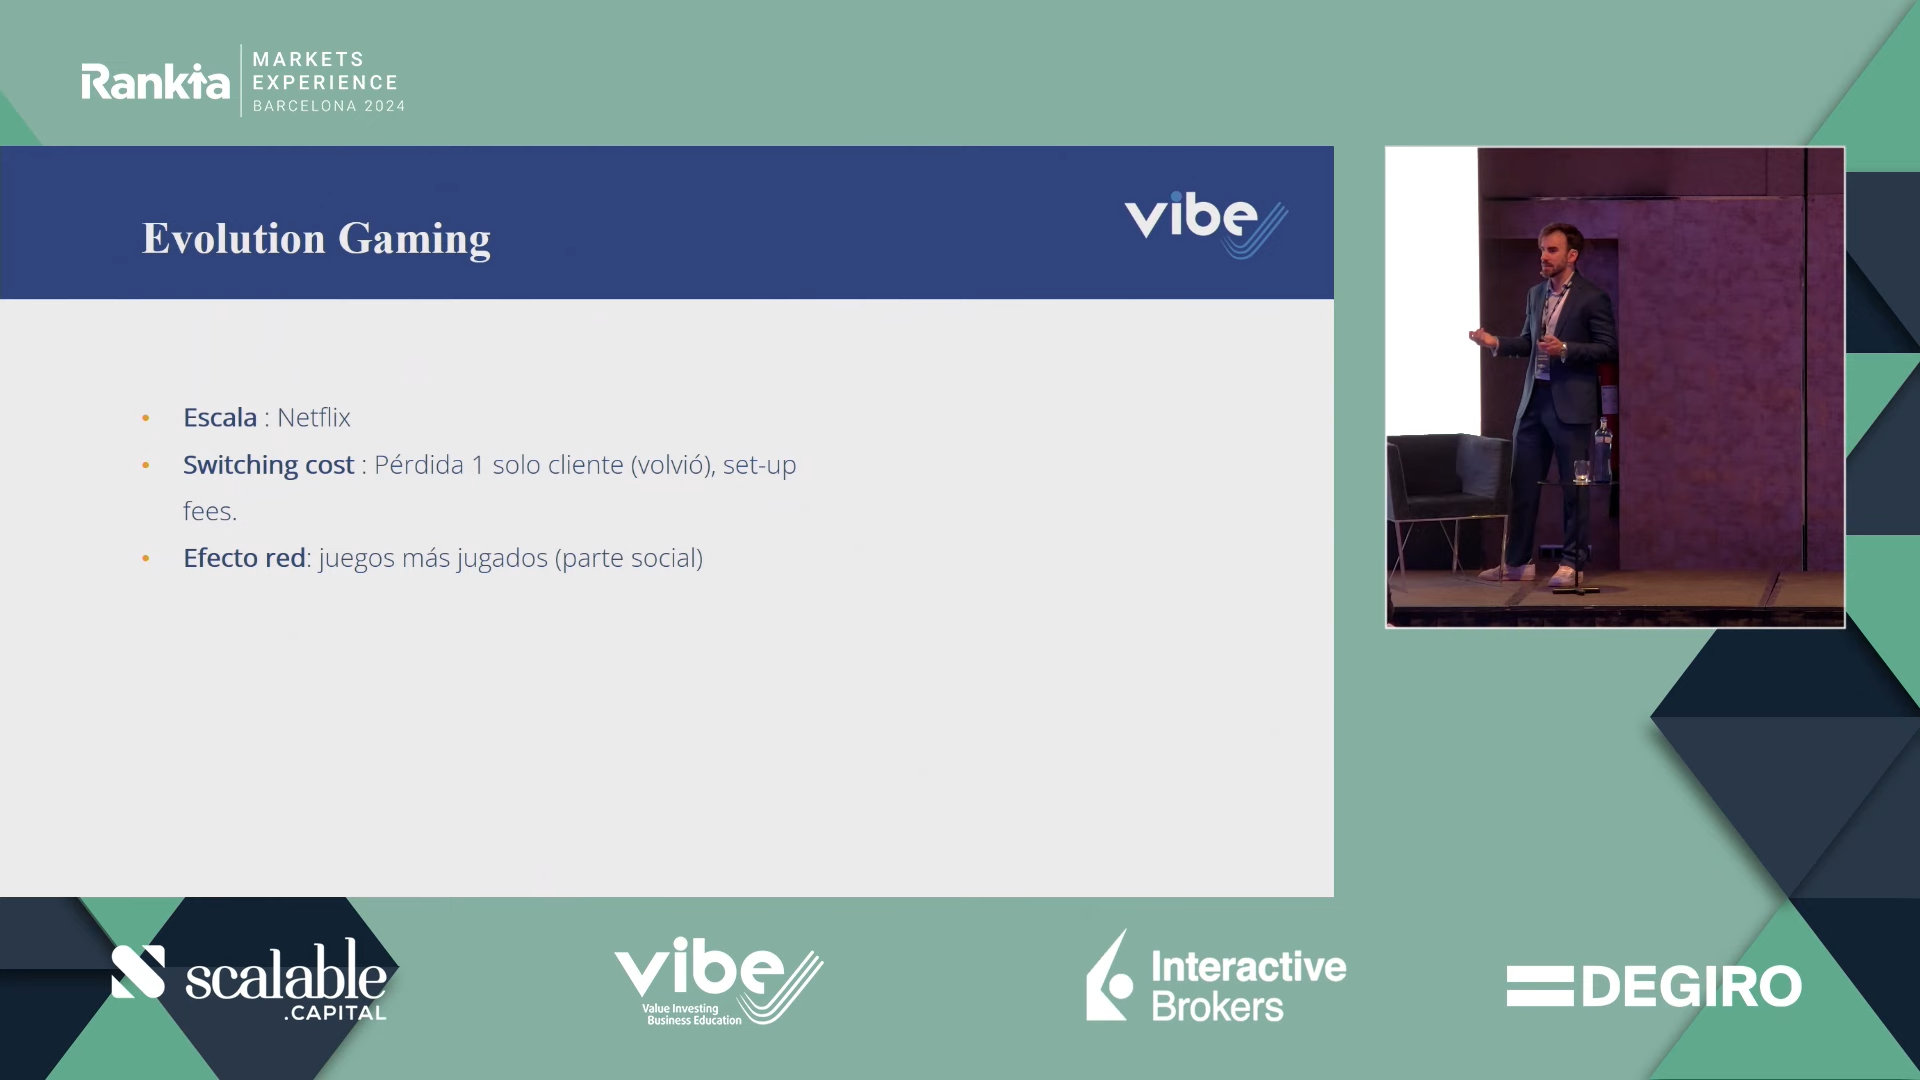 Rankia
MARKETS
EXPERIENCE
BARCELONA 2024
Evolution Gaming
vibe
• Escala : Netflix
• Switching cost : Pérdida 1 solo cliente (volvió), set-up
fees.
• Efecto red: juegos más jugados (parte social)
scalable
.CAPITAL
vibe
Value Investing
Business Education
Interactive
Brokers
DEGIRO